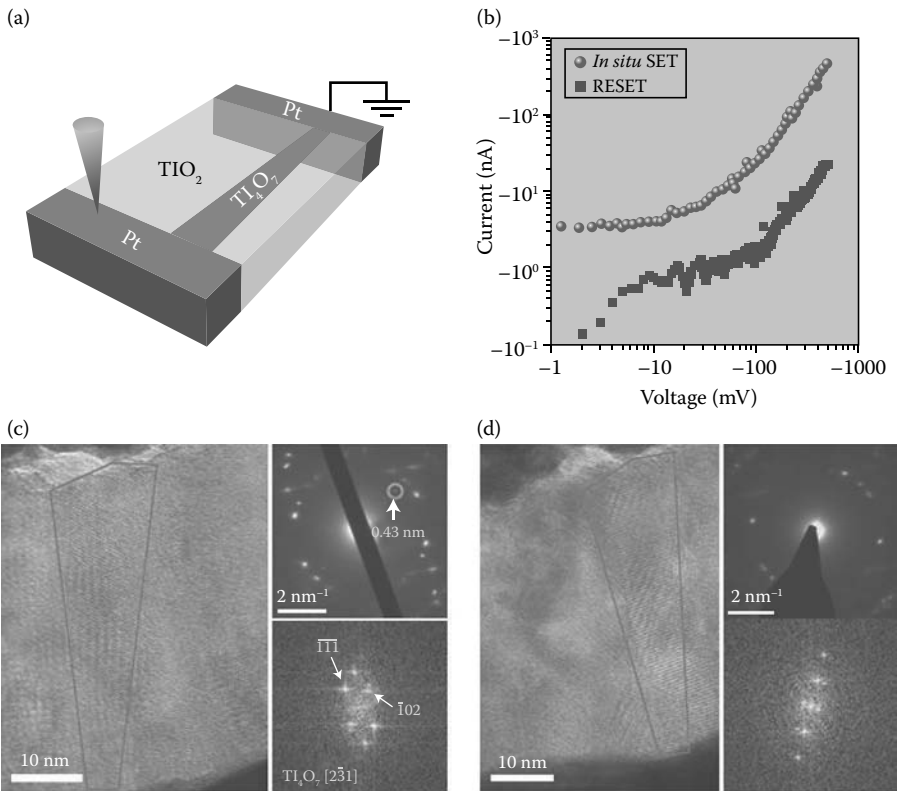 (a)
Pt
TIO₂
TI₄O₇
Pt
(b)
−10³
−10²
−10¹
−10⁰
−10⁻¹
Current (nA)
In situ SET
RESET
−1
−10
−100
−1000
Voltage (mV)
(c)
10 nm
0.43 nm
2 nm⁻¹
1̅1̅1̅
1̅02
TI₄O₇ [23̅1]
(d)
10 nm
2 nm⁻¹